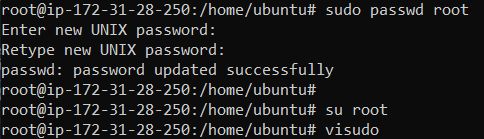 root@ip-172-31-28-250:/home/ubuntu# sudo passwd root
Enter new UNIX password:
Retype new UNIX password:
passwd: password updated successfully
root@ip-172-31-28-250:/home/ubuntu#
root@ip-172-31-28-250:/home/ubuntu# su root
root@ip-172-31-28-250:/home/ubuntu# visudo